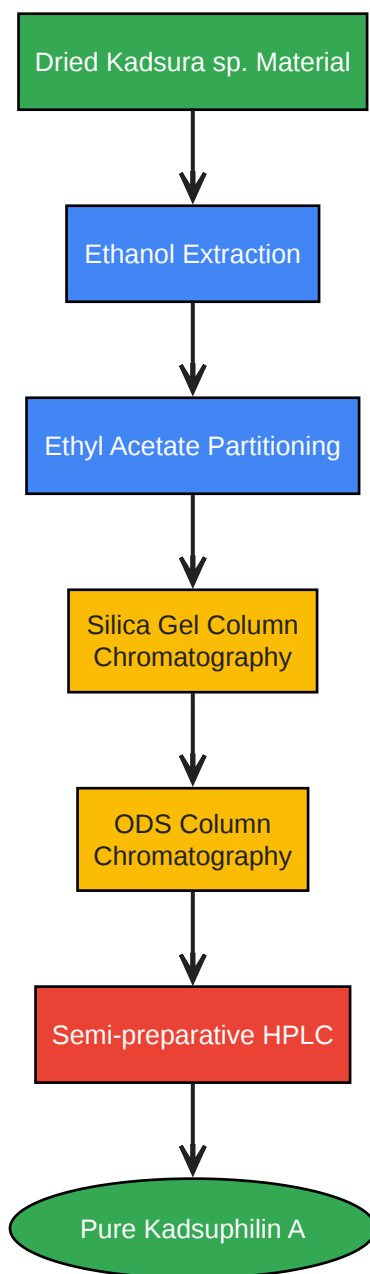 Dried Kadsura sp. Material
Ethanol Extraction
Ethyl Acetate Partitioning
Silica Gel Column
Chromatography
ODS Column
Chromatography
Semi-preparative HPLC
Pure Kadsuphilin A